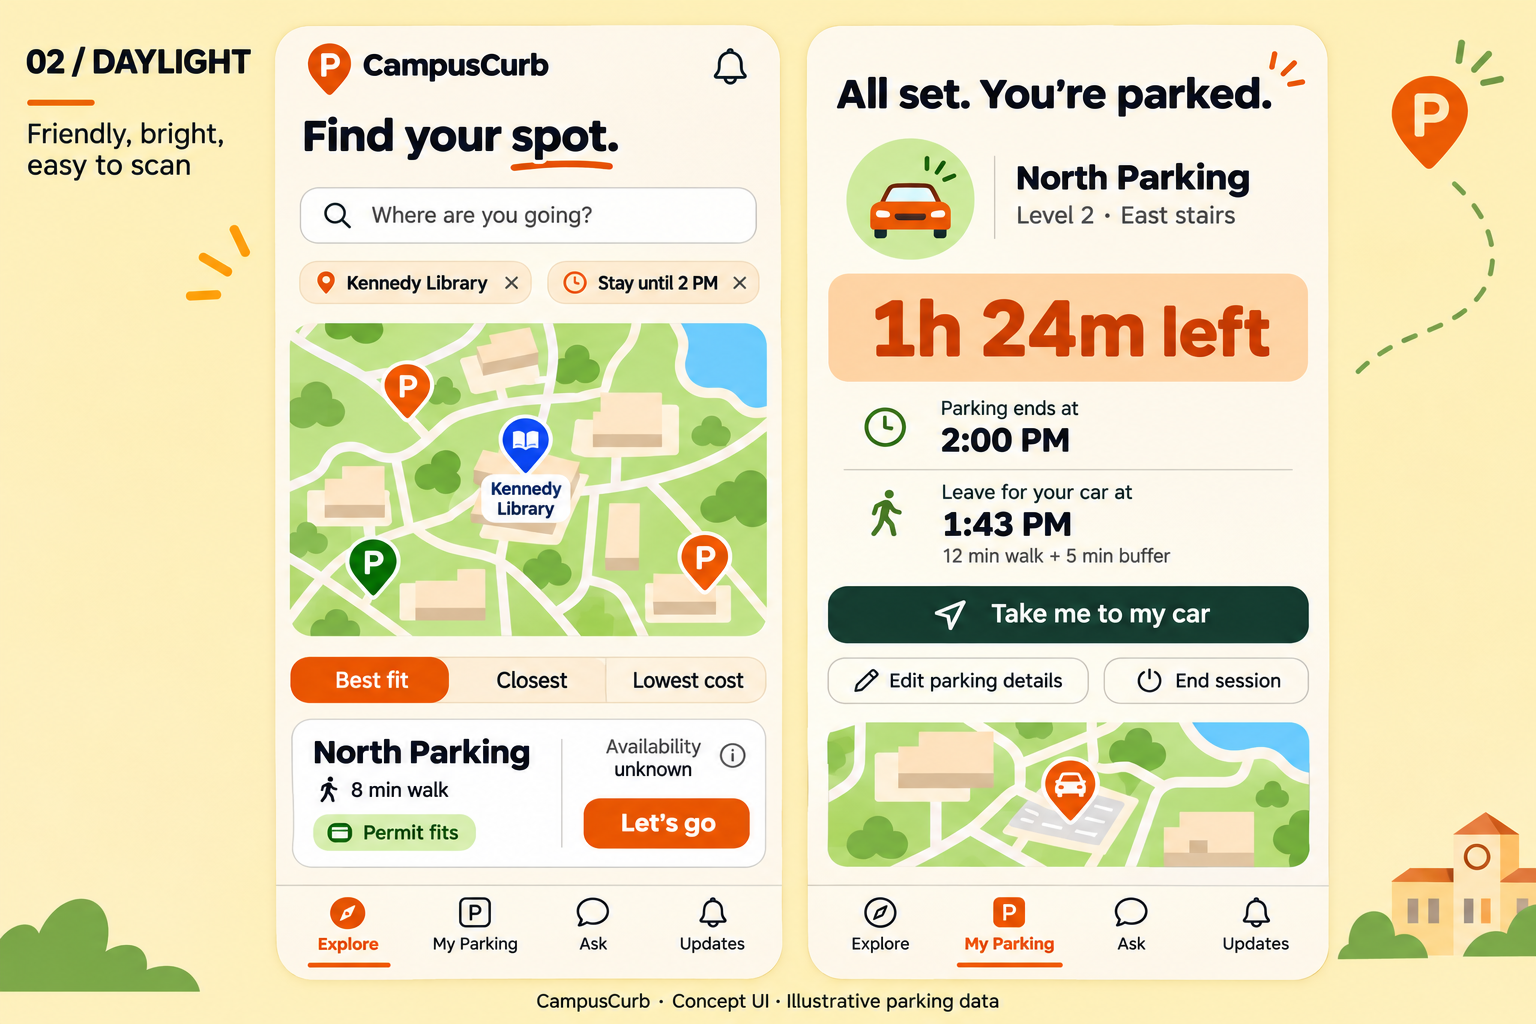 02 / DAYLIGHT
Friendly, bright,
easy to scan
P
CampusCurb
Find your spot.
Where are you going?
Kennedy Library
Stay until 2 PM
P
Kennedy
Library
P
P
Best fit
Closest
Lowest cost
North Parking
8 min walk
Permit fits
Availability
unknown
i
Let's go
Explore
P
My Parking
Ask
Updates
All set. You're parked.
North Parking
Level 2 · East stairs
1h 24m left
Parking ends at
2:00 PM
Leave for your car at
1:43 PM
12 min walk + 5 min buffer
Take me to my car
Edit parking details
End session
Explore
P
My Parking
Ask
Updates
P
CampusCurb · Concept UI · Illustrative parking data